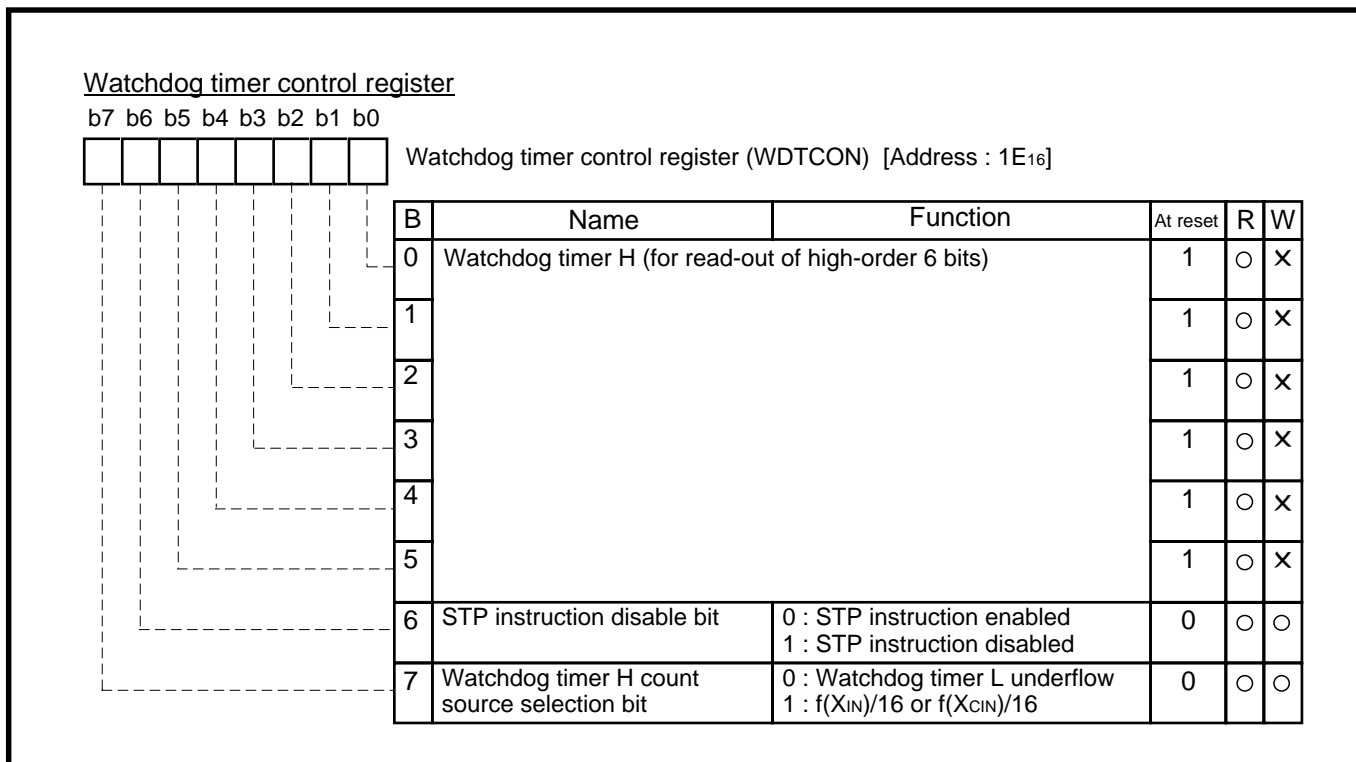 Watchdog timer control register
b7 b6 b5 b4 b3 b2 b1 b0
Watchdog timer control register (WDTCON) [Address : 1E16]
B Name Function At reset R W
0 Watchdog timer H (for read-out of high-order 6 bits) 1 ○ ×
1 1 ○ ×
2 1 ○ ×
3 1 ○ ×
4 1 ○ ×
5 1 ○ ×
6 STP instruction disable bit 0 : STP instruction enabled 0 ○ ○
1 : STP instruction disabled
7 Watchdog timer H count 0 : Watchdog timer L underflow 0 ○ ○
source selection bit 1 : f(XIN)/16 or f(XCIN)/16